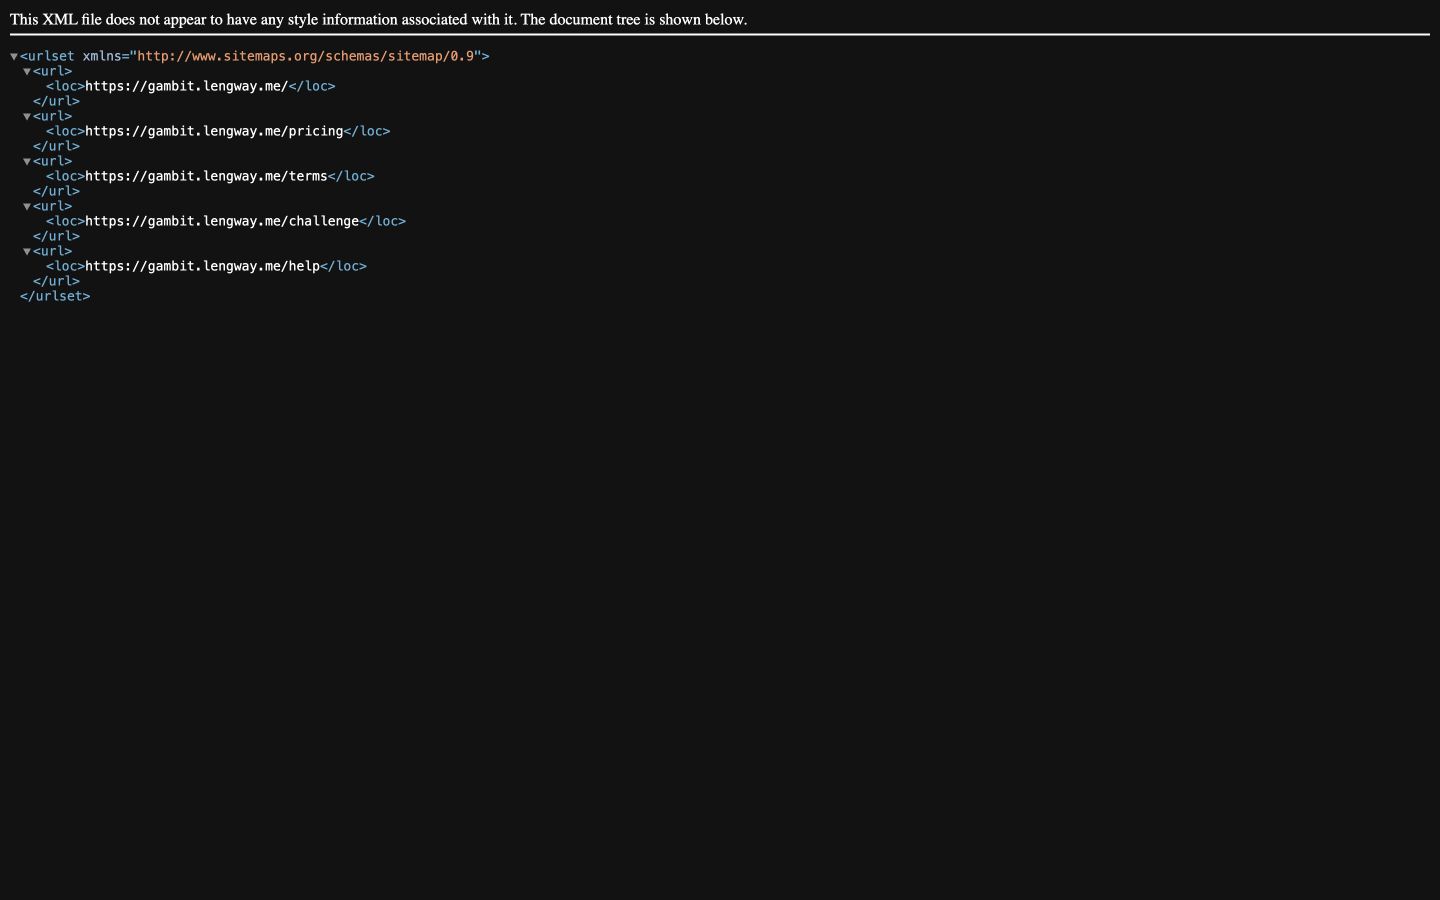 This XML file does not appear to have any style information associated with it. The document tree is shown below.
▼<urlset xmlns="http://www.sitemaps.org/schemas/sitemap/0.9">
▼<url>
<loc>https://gambit.lengway.me/</loc>
</url>
▼<url>
<loc>https://gambit.lengway.me/pricing</loc>
</url>
▼<url>
<loc>https://gambit.lengway.me/terms</loc>
</url>
▼<url>
<loc>https://gambit.lengway.me/challenge</loc>
</url>
▼<url>
<loc>https://gambit.lengway.me/help</loc>
</url>
</urlset>